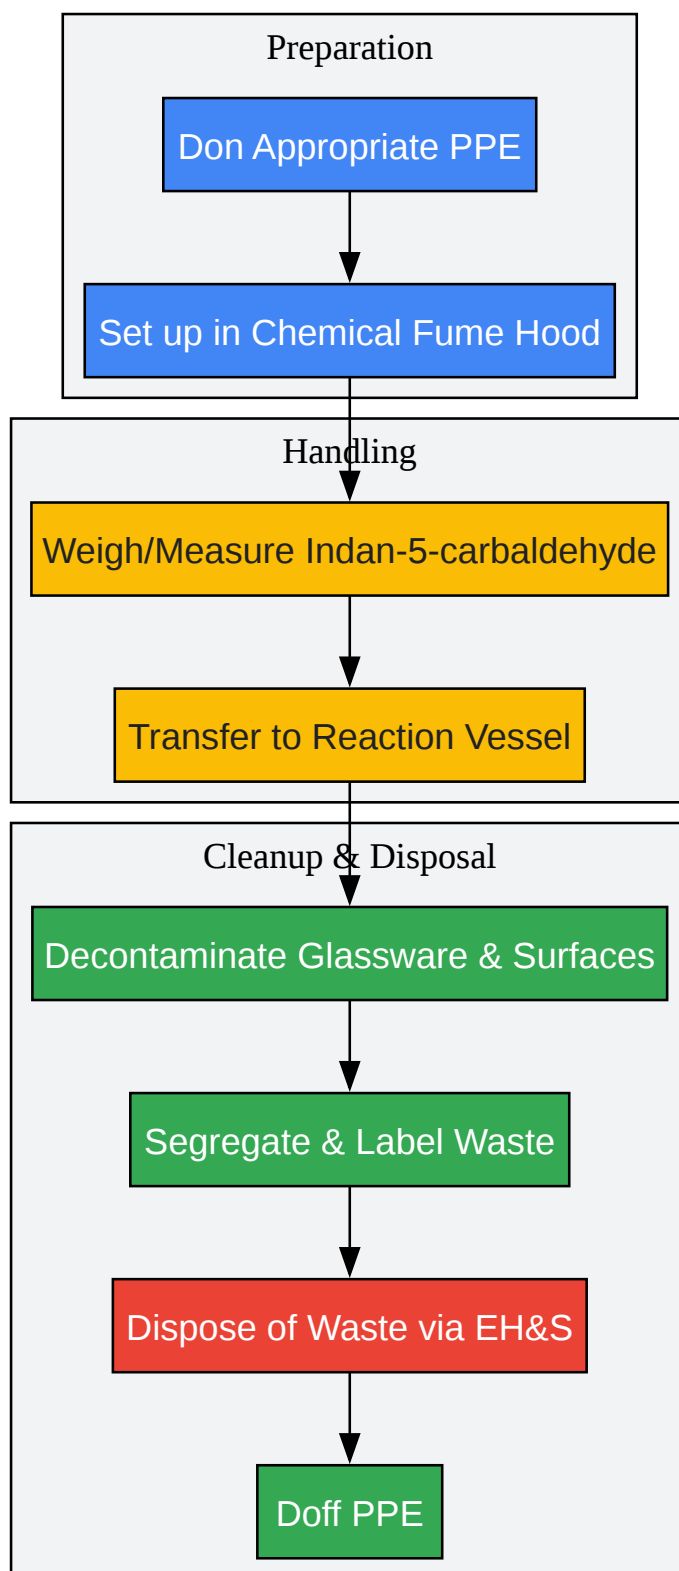 Preparation
Don Appropriate PPE
Set up in Chemical Fume Hood
Handling
Weigh/Measure Indan-5-carbaldehyde
Transfer to Reaction Vessel
Cleanup & Disposal
Decontaminate Glassware & Surfaces
Segregate & Label Waste
Dispose of Waste via EH&S
Doff PPE